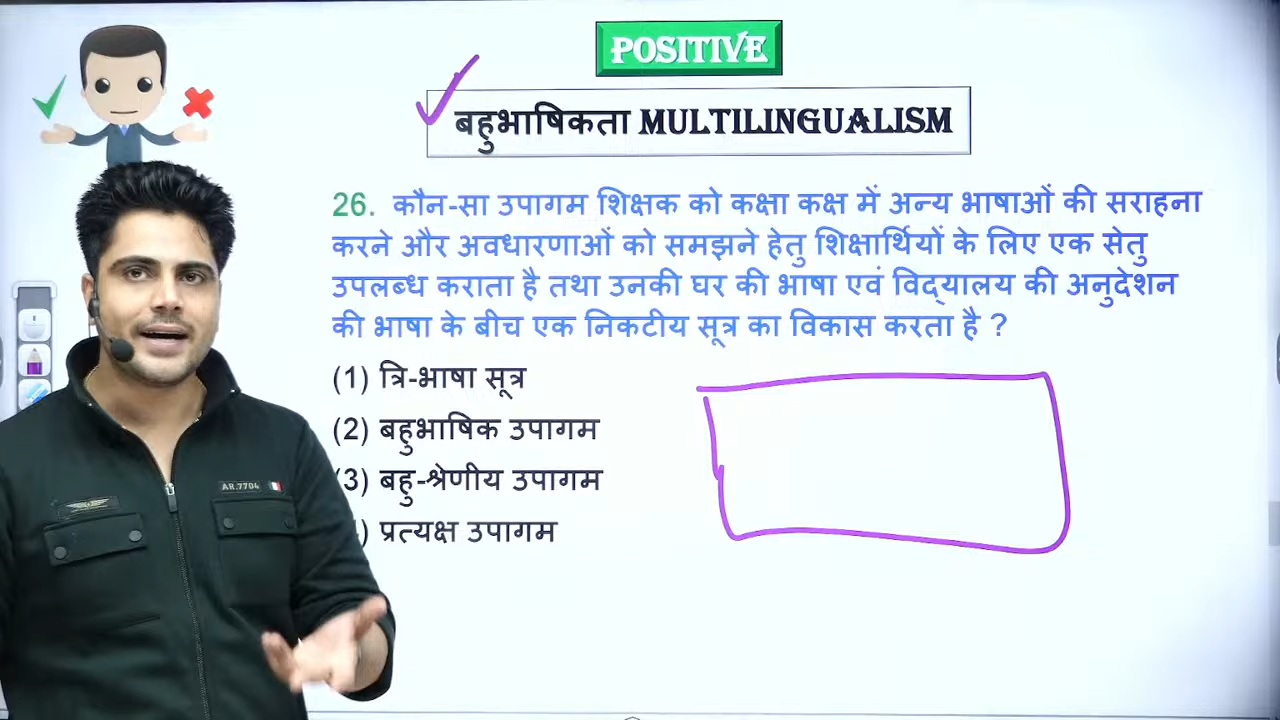 POSITIVE
बहुभाषिकता MULTILINGUALISM
26. कौन-सा उपागम शिक्षक को कक्षा कक्ष में अन्य भाषाओं की सराहना
करने और अवधारणाओं को समझने हेतु शिक्षार्थियों के लिए एक सेतु
उपलब्ध कराता है तथा उनकी घर की भाषा एवं विद्यालय की अनुदेशन
की भाषा के बीच एक निकटीय सूत्र का विकास करता है ?
(1) त्रि-भाषा सूत्र
(2) बहुभाषिक उपागम
3) बहु-श्रेणीय उपागम
) प्रत्यक्ष उपागम
AR.7704